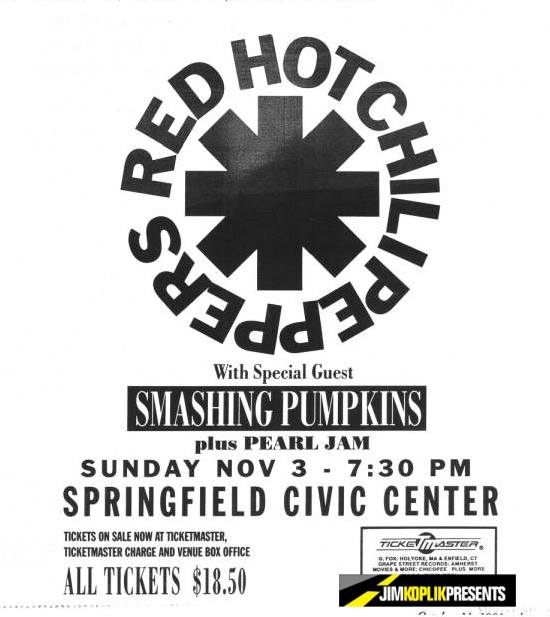 RED HOT CHILI PEPPERS
With Special Guest
SMASHING PUMPKINS
plus PEARL JAM
SUNDAY NOV 3 - 7:30 PM
SPRINGFIELD CIVIC CENTER
TICKETS ON SALE NOW AT TICKETMASTER,
TICKETMASTER CHARGE AND VENUE BOX OFFICE
ALL TICKETS $18.50
TICKETMASTER®
G. FOX: HOLYOKE, MA & ENFIELD, CT
GRAPE STREET RECORDS: AMHERST
MOVIES & MORE: CHICOPEE PLUS MORE
JIMKOPLIKPRESENTS